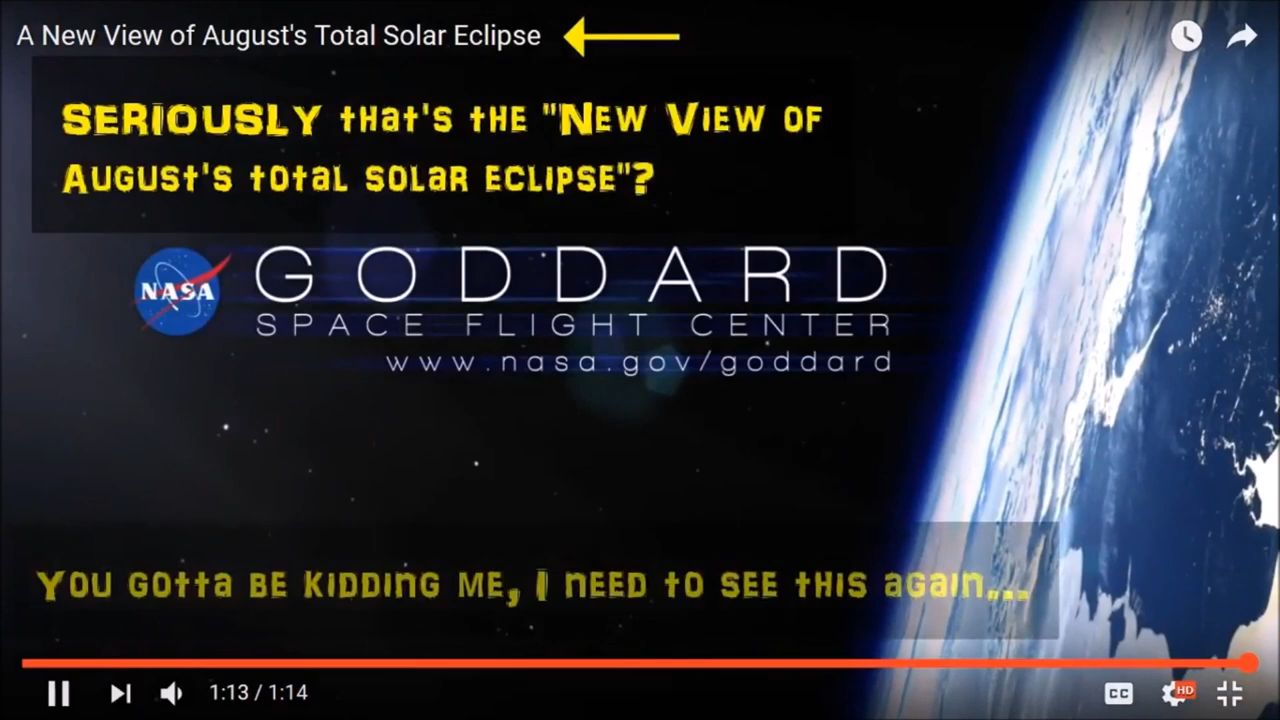 A New View of August's Total Solar Eclipse
SERIOUSLY that's the "New View of
August's total solar eclipse"?
NASA
GODDARD
SPACE FLIGHT CENTER
www.nasa.gov/goddard
You gotta be kidding me, I need to see this again...
1:13 / 1:14
CC
HD